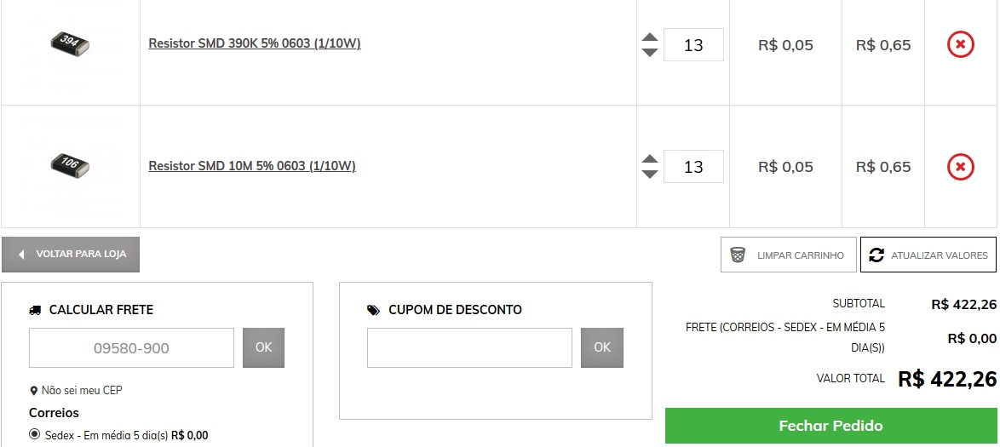 394
Resistor SMD 390K 5% 0603 (1/10W)
13
R$ 0,05
R$ 0,65
106
Resistor SMD 10M 5% 0603 (1/10W)
13
R$ 0,05
R$ 0,65
VOLTAR PARA LOJA
LIMPAR CARRINHO
ATUALIZAR VALORES
CALCULAR FRETE
09580-900
OK
Não sei meu CEP
Correios
Sedex - Em média 5 dia(s) R$ 0,00
CUPOM DE DESCONTO
OK
SUBTOTAL
R$ 422,26
FRETE (CORREIOS - SEDEX - EM MÉDIA 5
DIA(S))
R$ 0,00
VALOR TOTAL
R$ 422,26
Fechar Pedido